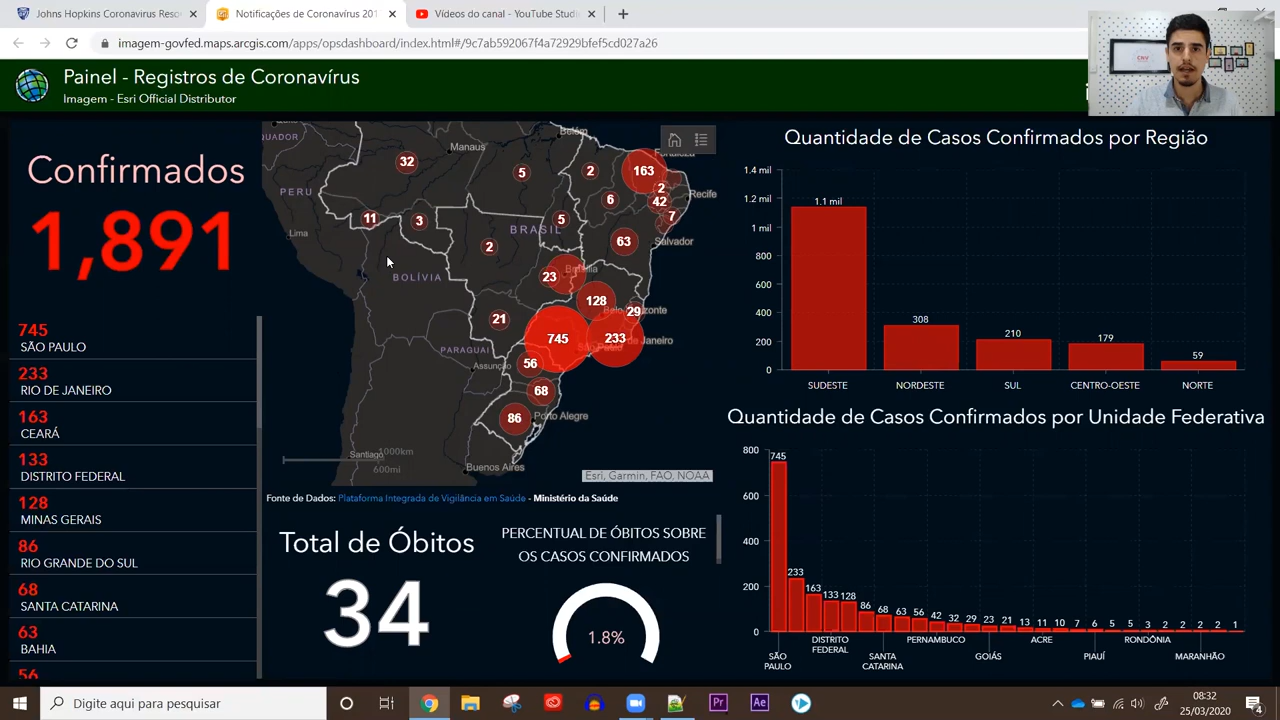 Johns Hopkins Coronavirus Reso
Notificações de Coronavírus 201
Vídeos do canal - YouTube Studi
imagem-govfed.maps.arcgis.com/apps/opsdashboard/index.html#/
CNV
Painel - Registros de Coronavírus
Imagem - Esri Official Distributor
Confirmados
1,891
745
SÃO PAULO
233
RIO DE JANEIRO
163
CEARÁ
133
DISTRITO FEDERAL
128
MINAS GERAIS
86
RIO GRANDE DO SUL
68
SANTA CATARINA
63
BAHIA
56
Belém
Manaus
Fortaleza
PERU
Recife
Lima
BRASIL
Salvador
BOLÍVIA
Brasília
PARAGUAI
São Paulo
Assunção
Porto Alegre
Santiago
Buenos Aires
32
5
2
163
2
6
42
7
11
3
5
63
2
23
128
29
21
745
233
56
68
86
1000km
600mi
Esri, Garmin, FAO, NOAA
Fonte de Dados: Plataforma Integrada de Vigilância em Saúde - Ministério da Saúde
Total de Óbitos
34
PERCENTUAL DE ÓBITOS SOBRE
OS CASOS CONFIRMADOS
1.8%
Quantidade de Casos Confirmados por Região
1.4 mil
1.2 mil
1 mil
800
600
400
200
0
1.1 mil
308
210
179
59
SUDESTE NORDESTE SUL CENTRO-OESTE NORTE
Quantidade de Casos Confirmados por Unidade Federativa
800
600
400
200
0
745 233 163 133 128 86 68 63 56 42 32 29 23 21 13 11 10 7 6 5 5 3 2 2 2 2 1
SÃO PAULO
DISTRITO FEDERAL
SANTA CATARINA
PERNAMBUCO
GOIÁS
ACRE
PIAUÍ
RONDÔNIA
MARANHÃO
Digite aqui para pesquisar
Pr
Ae
08:32
25/03/2020
4